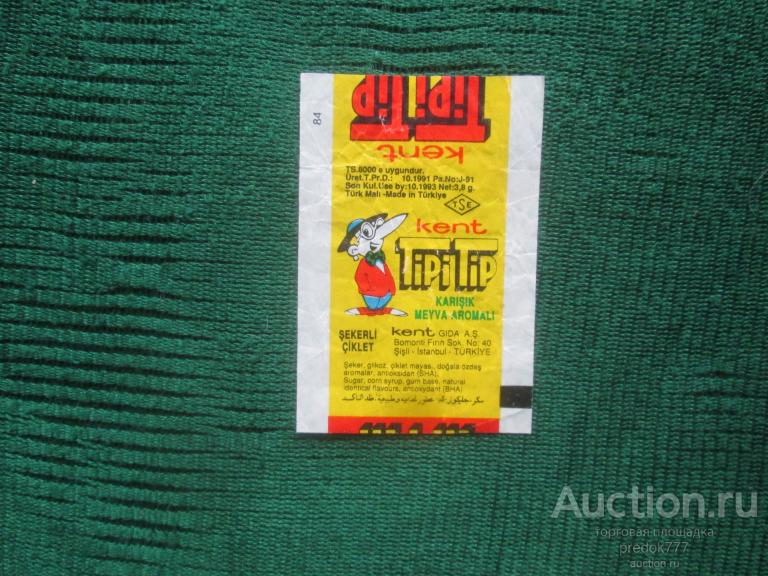 84
TipiTip
kent
TS.8000 e uygundur.
Üret.T.Pr.D.: 10.1991 Pa.No:J-91
Son Kul.Use by:10.1993 Net:3,8 g.
Türk Malı -Made in Türkiye
TSE
kent
TipiTip
KARIŞIK
MEYVA AROMALI
ŞEKERLİ
ÇİKLET
kent GIDA A.Ş.
Bomonti Fırın Sok. No: 40
Şişli - İstanbul - TÜRKİYE
Şeker, glikoz, çiklet mayası, doğala özdeş
aromalar, antioksidan (BHA).
Sugar, corn syrup, gum base, natural
identical flavours, antioxydant (BHA)
Auction.ru
торговая площадка
predok777
auction.ru